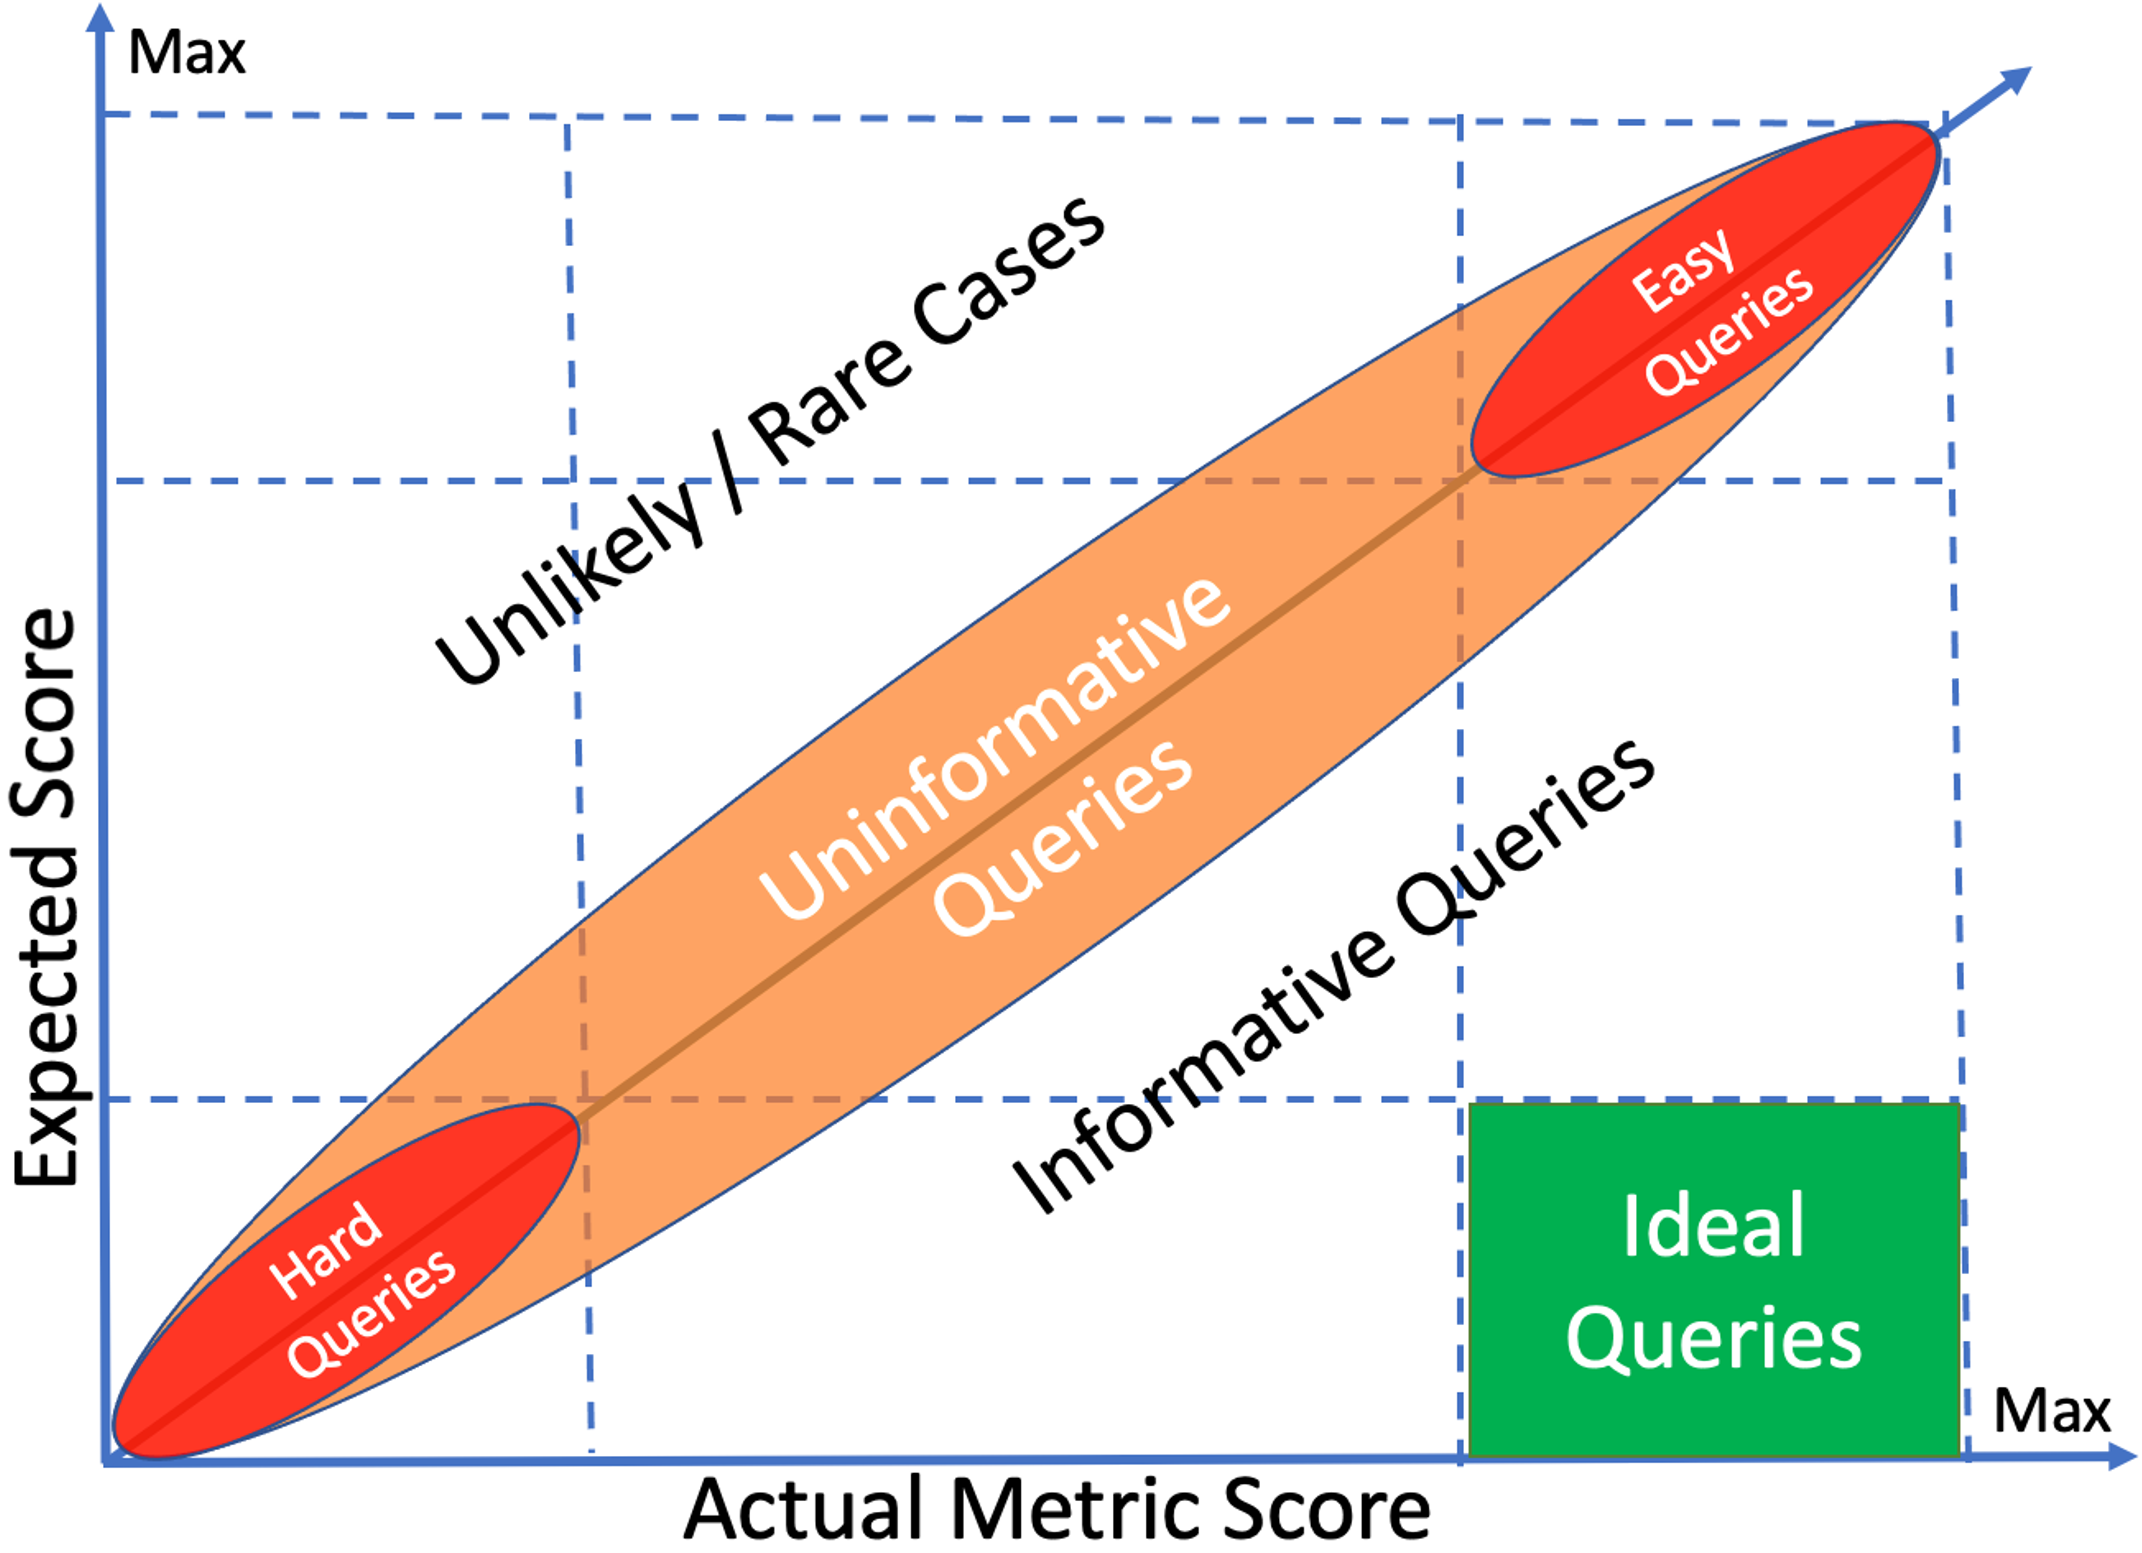 Max
Unlikely / Rare Cases
Easy
Queries
Uninformative
Queries
Expected Score
Informative Queries
Hard
Queries
Ideal
Queries
Max
Actual Metric Score